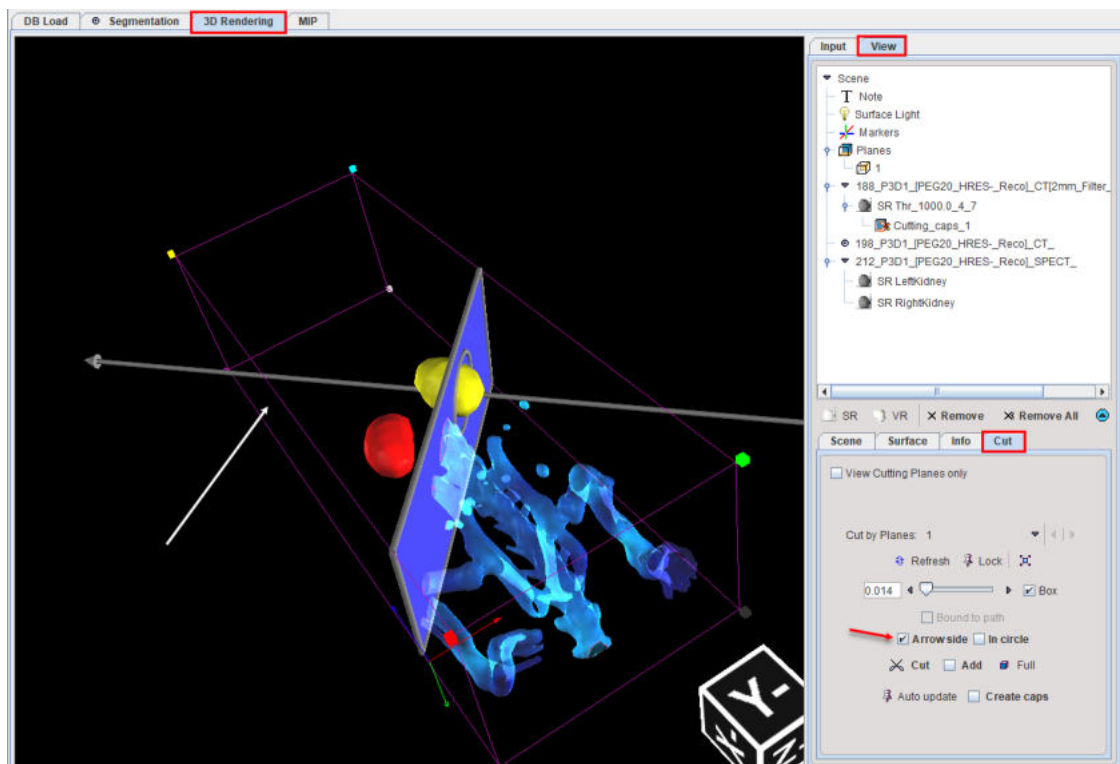 DB Load Segmentation 3D Rendering MIP
Input View
Scene
Note
Surface Light
Markers
Planes
1
188_P3D1_[PEG20_HRES-_Reco]_CT[2mm_Filter_
SR Thr_1000.0_4_7
Cutting_caps_1
198_P3D1_[PEG20_HRES-_Reco]_CT_
212_P3D1_[PEG20_HRES-_Reco]_SPECT_
SR LeftKidney
SR RightKidney
SR VR Remove Remove All
Scene Surface Info Cut
View Cutting Planes only
Cut by Planes: 1
Refresh Lock
0.014 Box
Bound to path
Arrow side In circle
Cut Add Full
Auto update Create caps
Y-
X- Z-